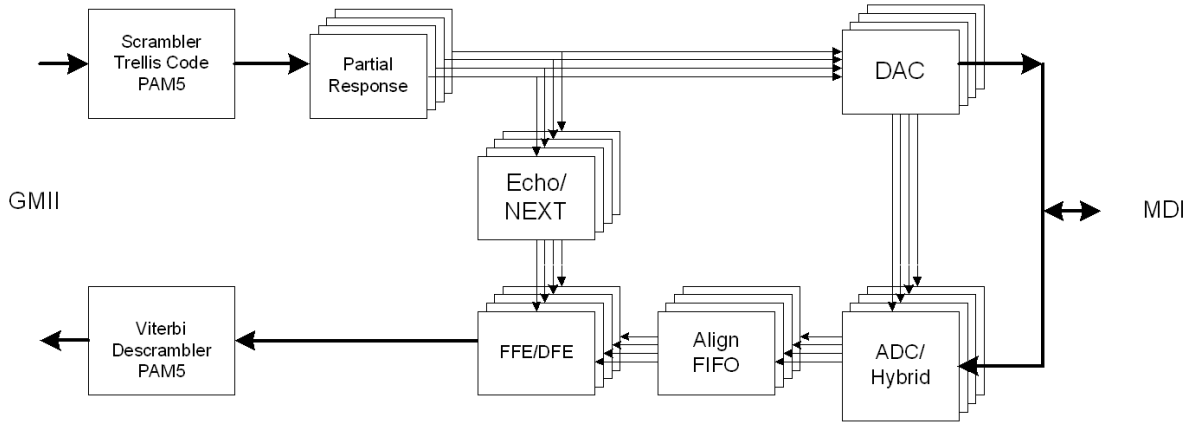 Scrambler
Trellis Code
PAM5
Partial
Response
DAC
Echo/
NEXT
GMII
MDI
Viterbi
Descrambler
PAM5
FFE/DFE
Align
FIFO
ADC/
Hybrid